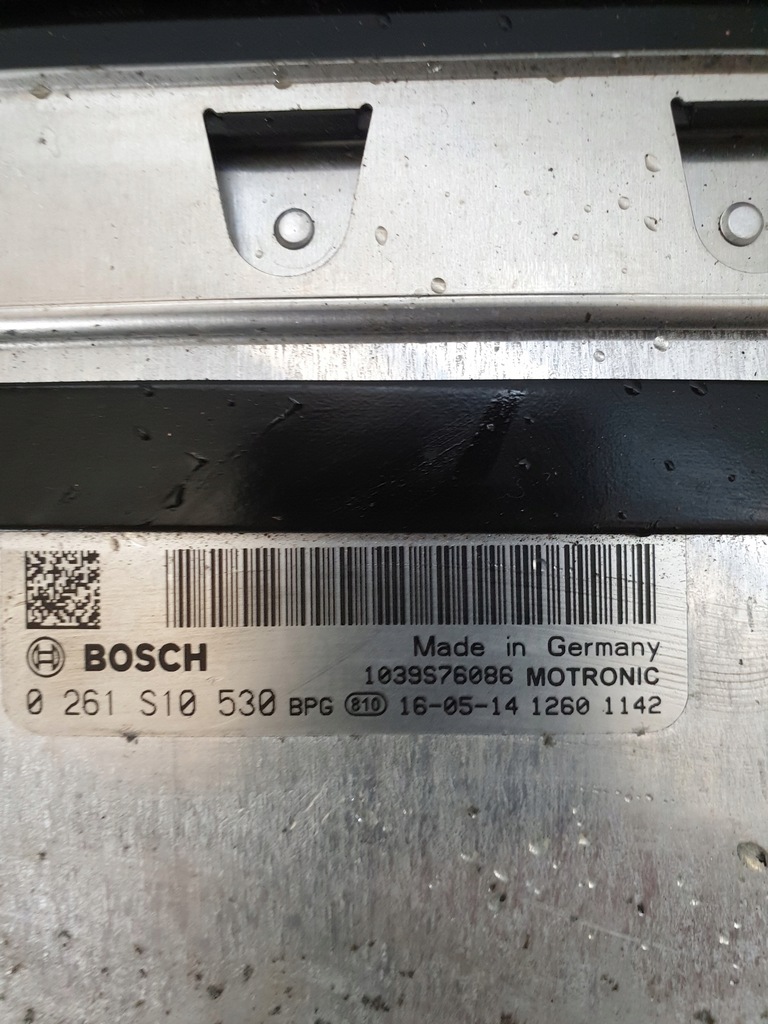 BOSCH
Made in Germany
1039S76086 MOTRONIC
0 261 S10 530 BPG 810 16-05-14 1260 1142